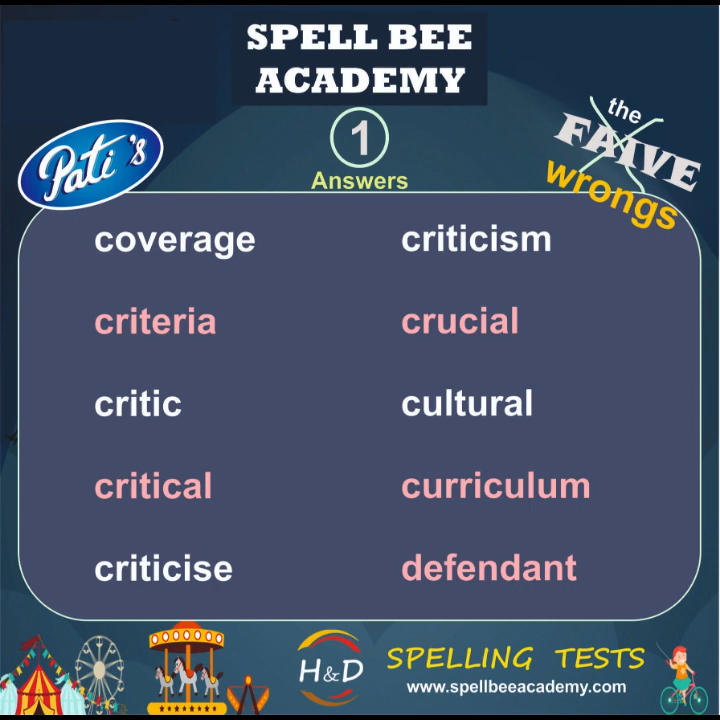 SPELL BEE
ACADEMY
Pati's
1
the
FAIVE
wrongs
Answers
coverage criticism
criteria crucial
critic cultural
critical curriculum
criticise defendant
H&D
SPELLING TESTS
www.spellbeeacademy.com